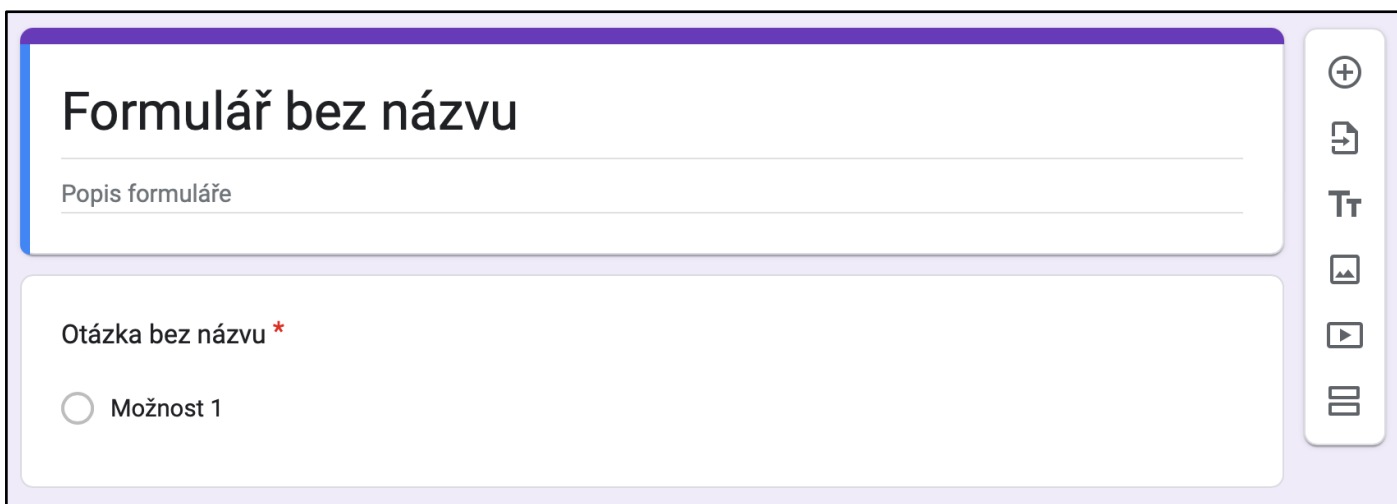 Formulář bez názvu
Popis formuláře
Otázka bez názvu *
Možnost 1